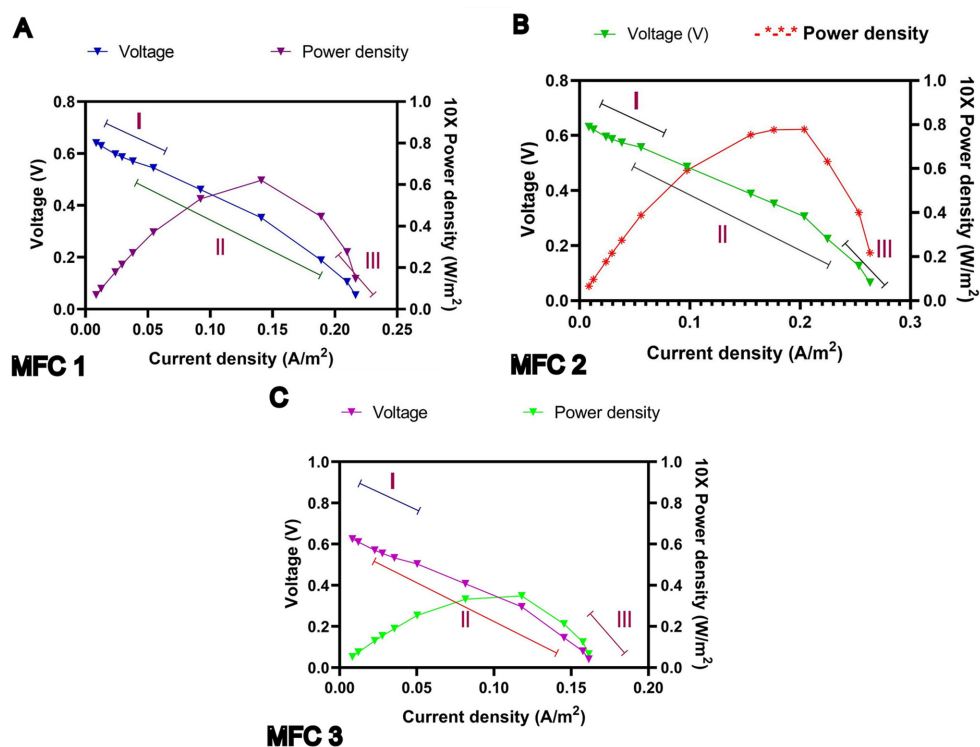 A
Voltage
Power density
0.8
0.6
0.4
0.2
0.0
Voltage (V)
1.0
0.8
0.6
0.4
0.2
0.0
10X Power density (W/m²)
I
II
III
0.00
0.05
0.10
0.15
0.20
0.25
Current density (A/m²)
MFC 1
B
Voltage (V)
Power density
0.8
0.6
0.4
0.2
0.0
Voltage (V)
1.0
0.8
0.6
0.4
0.2
0.0
10X Power density (W/m²)
I
II
III
0.0
0.1
0.2
0.3
Current density (A/m²)
MFC 2
C
Voltage
Power density
1.0
0.8
0.6
0.4
0.2
0.0
Voltage (V)
1.0
0.8
0.6
0.4
0.2
0.0
10X Power density (W/m²)
I
II
III
0.00
0.05
0.10
0.15
0.20
Current density (A/m²)
MFC 3